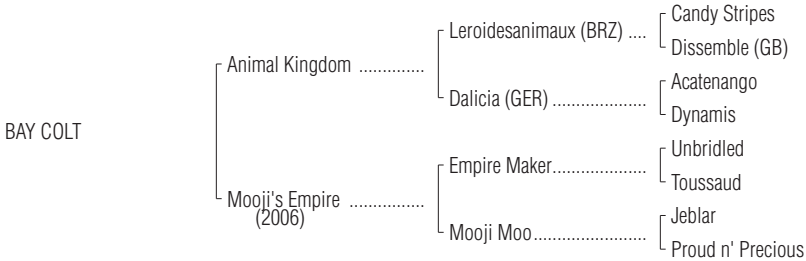 Candy Stripes
Leroidesanimaux (BRZ) ....
Dissemble (GB)
Animal Kingdom ..............
Acatenango
Dalicia (GER) .....................
Dynamis
BAY COLT
Unbridled
Empire Maker.....................
Toussaud
Mooji's Empire ................
(2006)
Jeblar
Mooji Moo.........................
Proud n' Precious